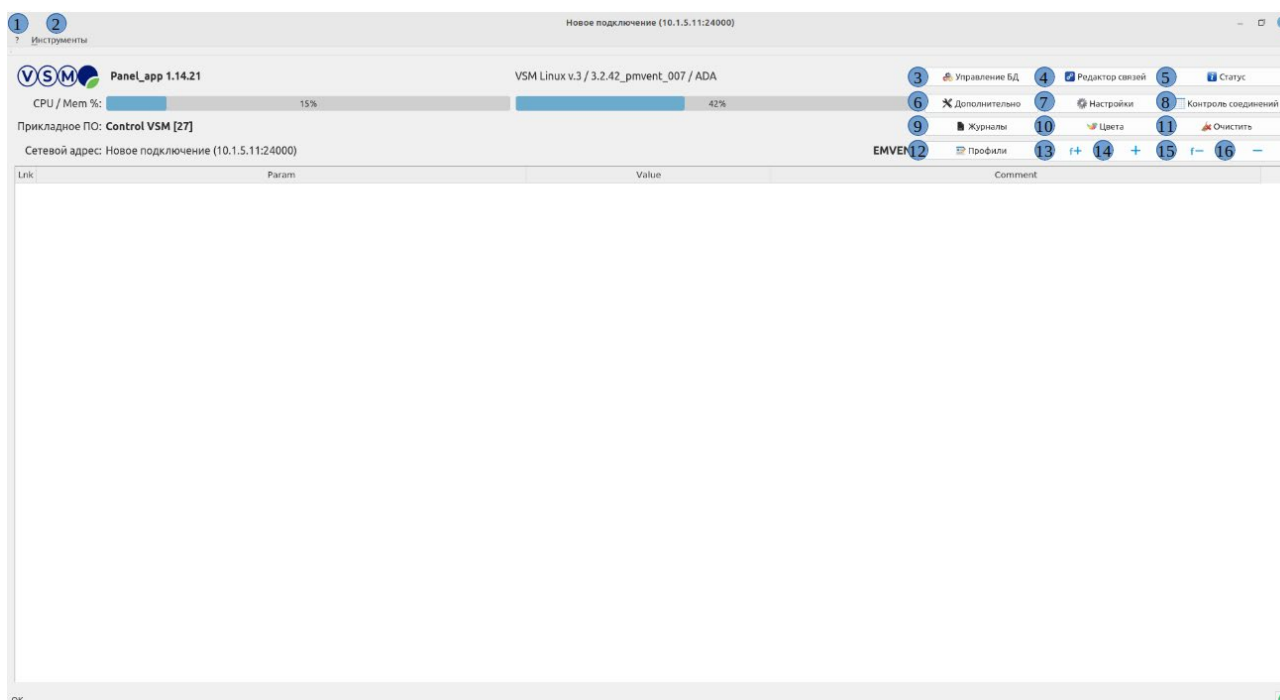 1 2 Новое подключение (10.1.5.11:24000)
? Инструменты
VSM Panel_app 1.14.21 VSM Linux v.3 / 3.2.42_pmvent_007 / ADA 3 Управление БД 4 Редактор связей 5 Статус
CPU / Mem %: 15% 42% 6 Дополнительно 7 Настройки 8 Контроль соединений
Прикладное ПО: Control VSM [27] 9 Журналы 10 Цвета 11 Очистить
Сетевой адрес: Новое подключение (10.1.5.11:24000) 12 Профили 13 f+ 14 + 15 f− 16 −
Lnk Param Value Comment
OK